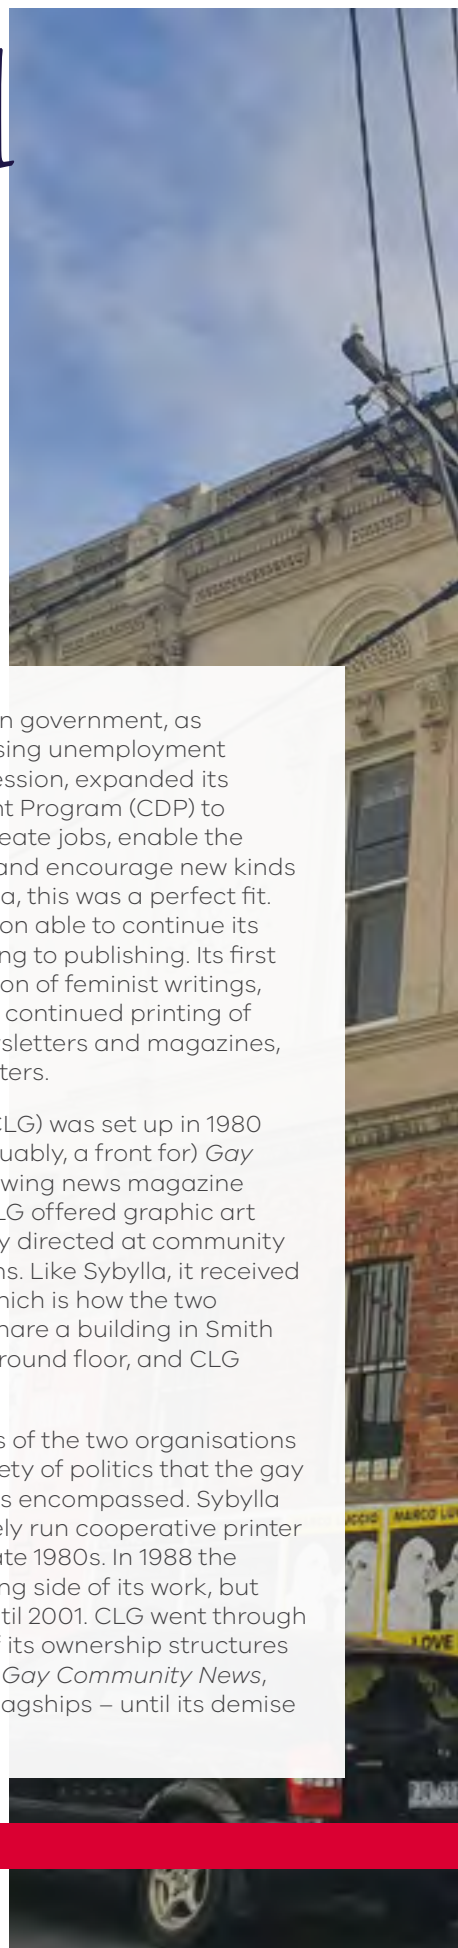 n government, as
sing unemployment
ession, expanded its
nt Program (CDP) to
eate jobs, enable the
and encourage new kinds
a, this was a perfect fit.
on able to continue its
ng to publishing. Its first
on of feminist writings,
continued printing of
sletters and magazines,
ters.
CLG) was set up in 1980
uably, a front for) Gay
wing news magazine
LG offered graphic art
y directed at community
ns. Like Sybylla, it received
hich is how the two
hare a building in Smith
round floor, and CLG
s of the two organisations
ety of politics that the gay
s encompassed. Sybylla
ely run cooperative printer
ate 1980s. In 1988 the
ng side of its work, but
til 2001. CLG went through
f its ownership structures
Gay Community News,
agships – until its demise
UCCIO MARCO LU
LOVE